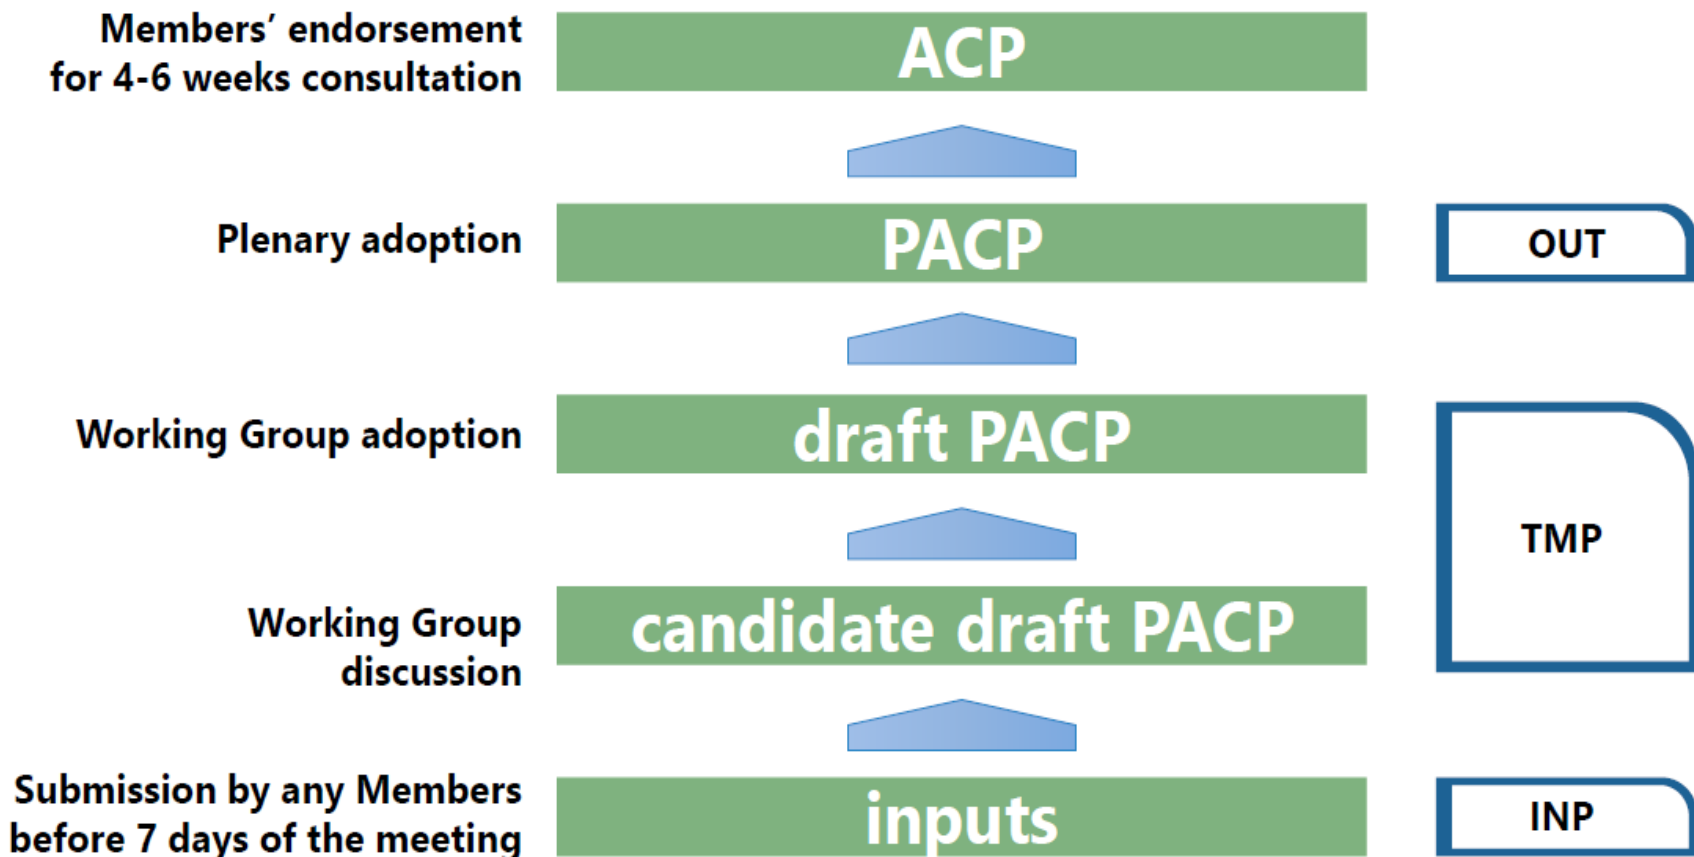 Members’ endorsement
for 4-6 weeks consultation
ACP
Plenary adoption
PACP
OUT
Working Group adoption
draft PACP
TMP
Working Group
discussion
candidate draft PACP
Submission by any Members
before 7 days of the meeting
inputs
INP